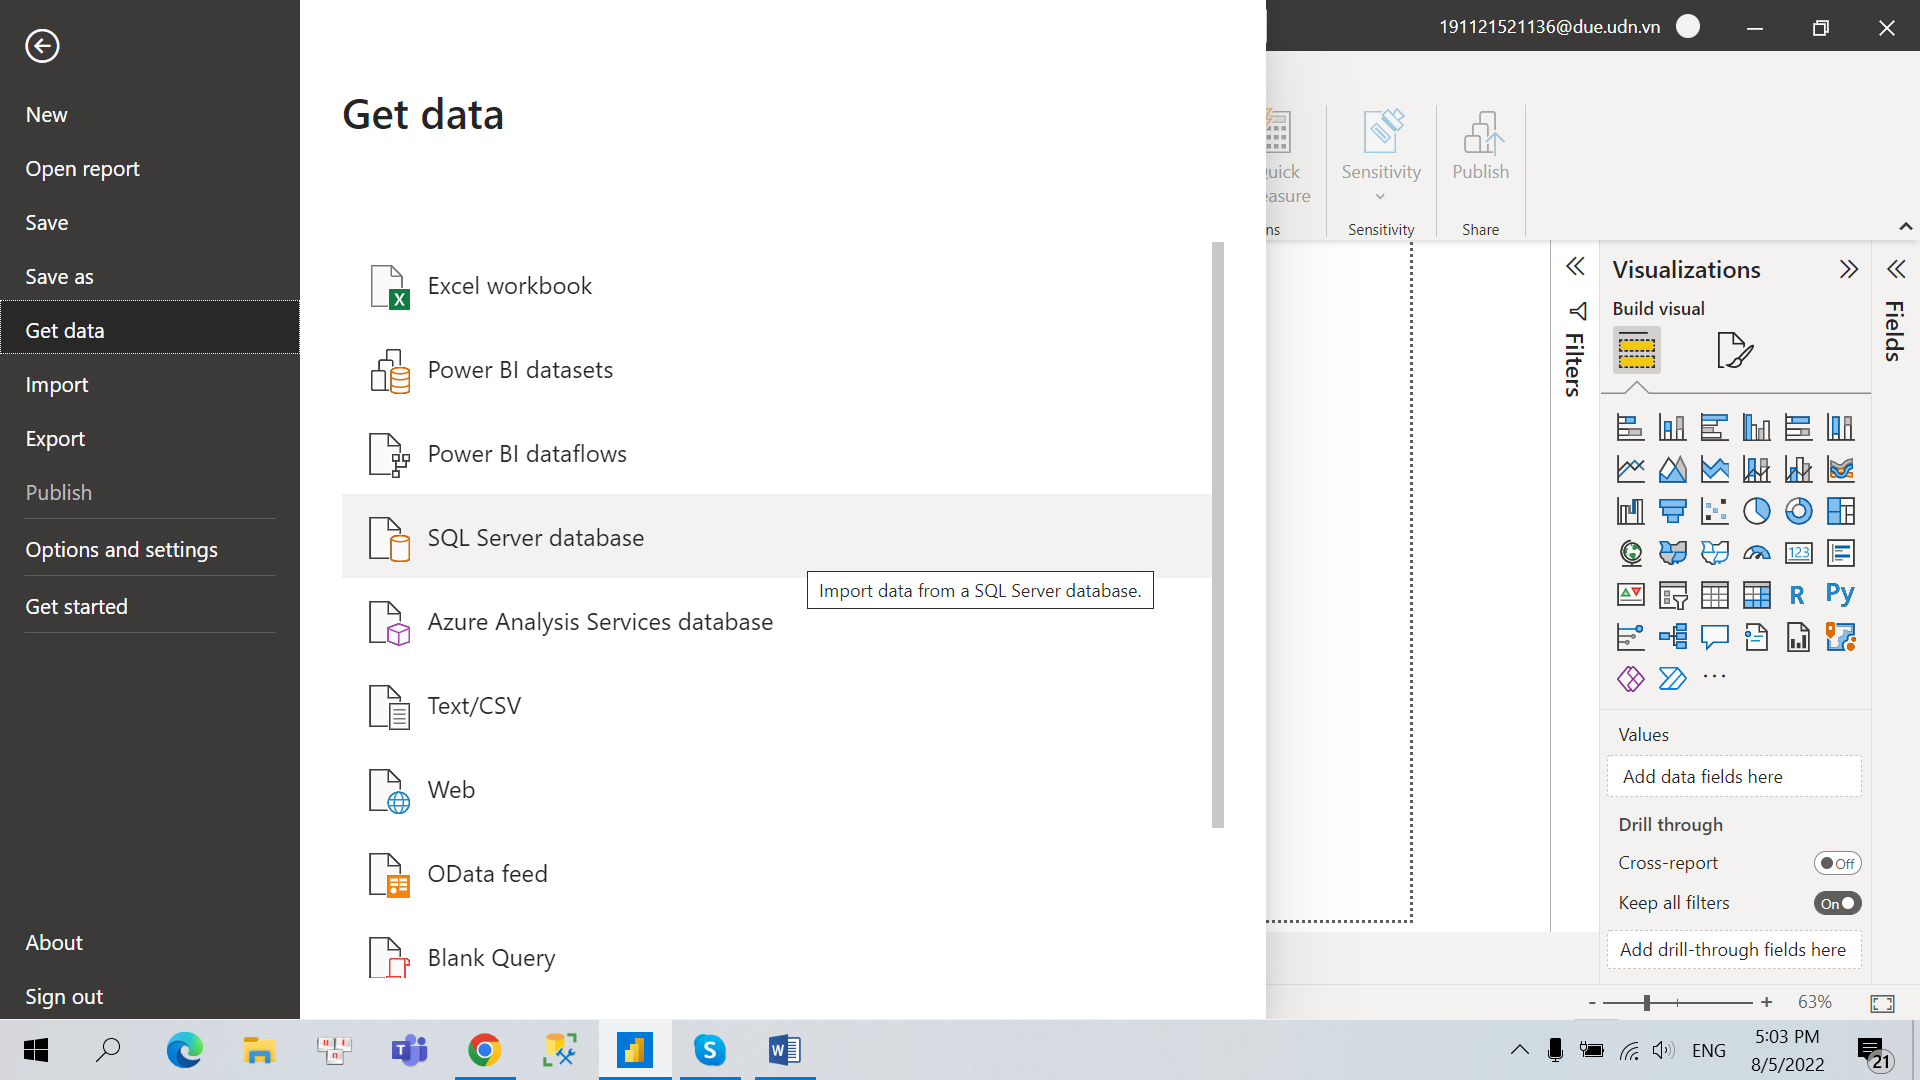 191121521136@due.udn.vn
New
Open report
Save
Save as
Get data
Import
Export
Publish
Options and settings
Get started
About
Sign out
Get data
Excel workbook
Power BI datasets
Power BI dataflows
SQL Server database
Import data from a SQL Server database.
Azure Analysis Services database
Text/CSV
Web
OData feed
Blank Query
uick
easure
ns
Sensitivity
Sensitivity
Publish
Share
Filters
Visualizations
Build visual
123
R
Py
Values
Add data fields here
Drill through
Cross-report
Off
Keep all filters
On
Add drill-through fields here
Fields
- + 63%
ENG
5:03 PM
8/5/2022
21